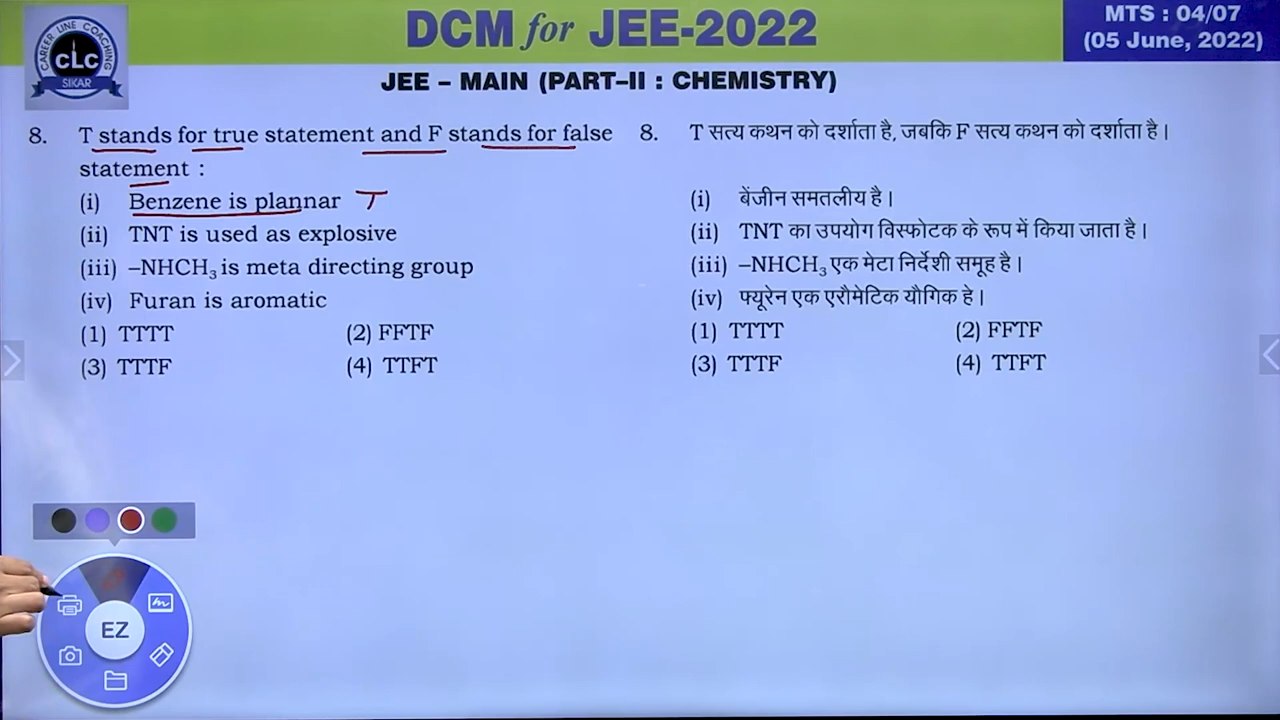 DCM for JEE-2022
MTS : 04/07
(05 June, 2022)
CAREER LINE COACHING
CLC
SIKAR
JEE – MAIN (PART–II : CHEMISTRY)
8. T stands for true statement and F stands for false
statement :
(i) Benzene is plannar T
(ii) TNT is used as explosive
(iii) –NHCH₃ is meta directing group
(iv) Furan is aromatic
(1) TTTT (2) FFTF
(3) TTTF (4) TTFT
8. T सत्य कथन को दर्शाता है, जबकि F सत्य कथन को दर्शाता है।
(i) बेंजीन समतलीय है।
(ii) TNT का उपयोग विस्फोटक के रूप में किया जाता है।
(iii) –NHCH₃ एक मेटा निर्देशी समूह है।
(iv) फ्यूरेन एक एरौमेटिक यौगिक हे।
(1) TTTT (2) FFTF
(3) TTTF (4) TTFT
EZ